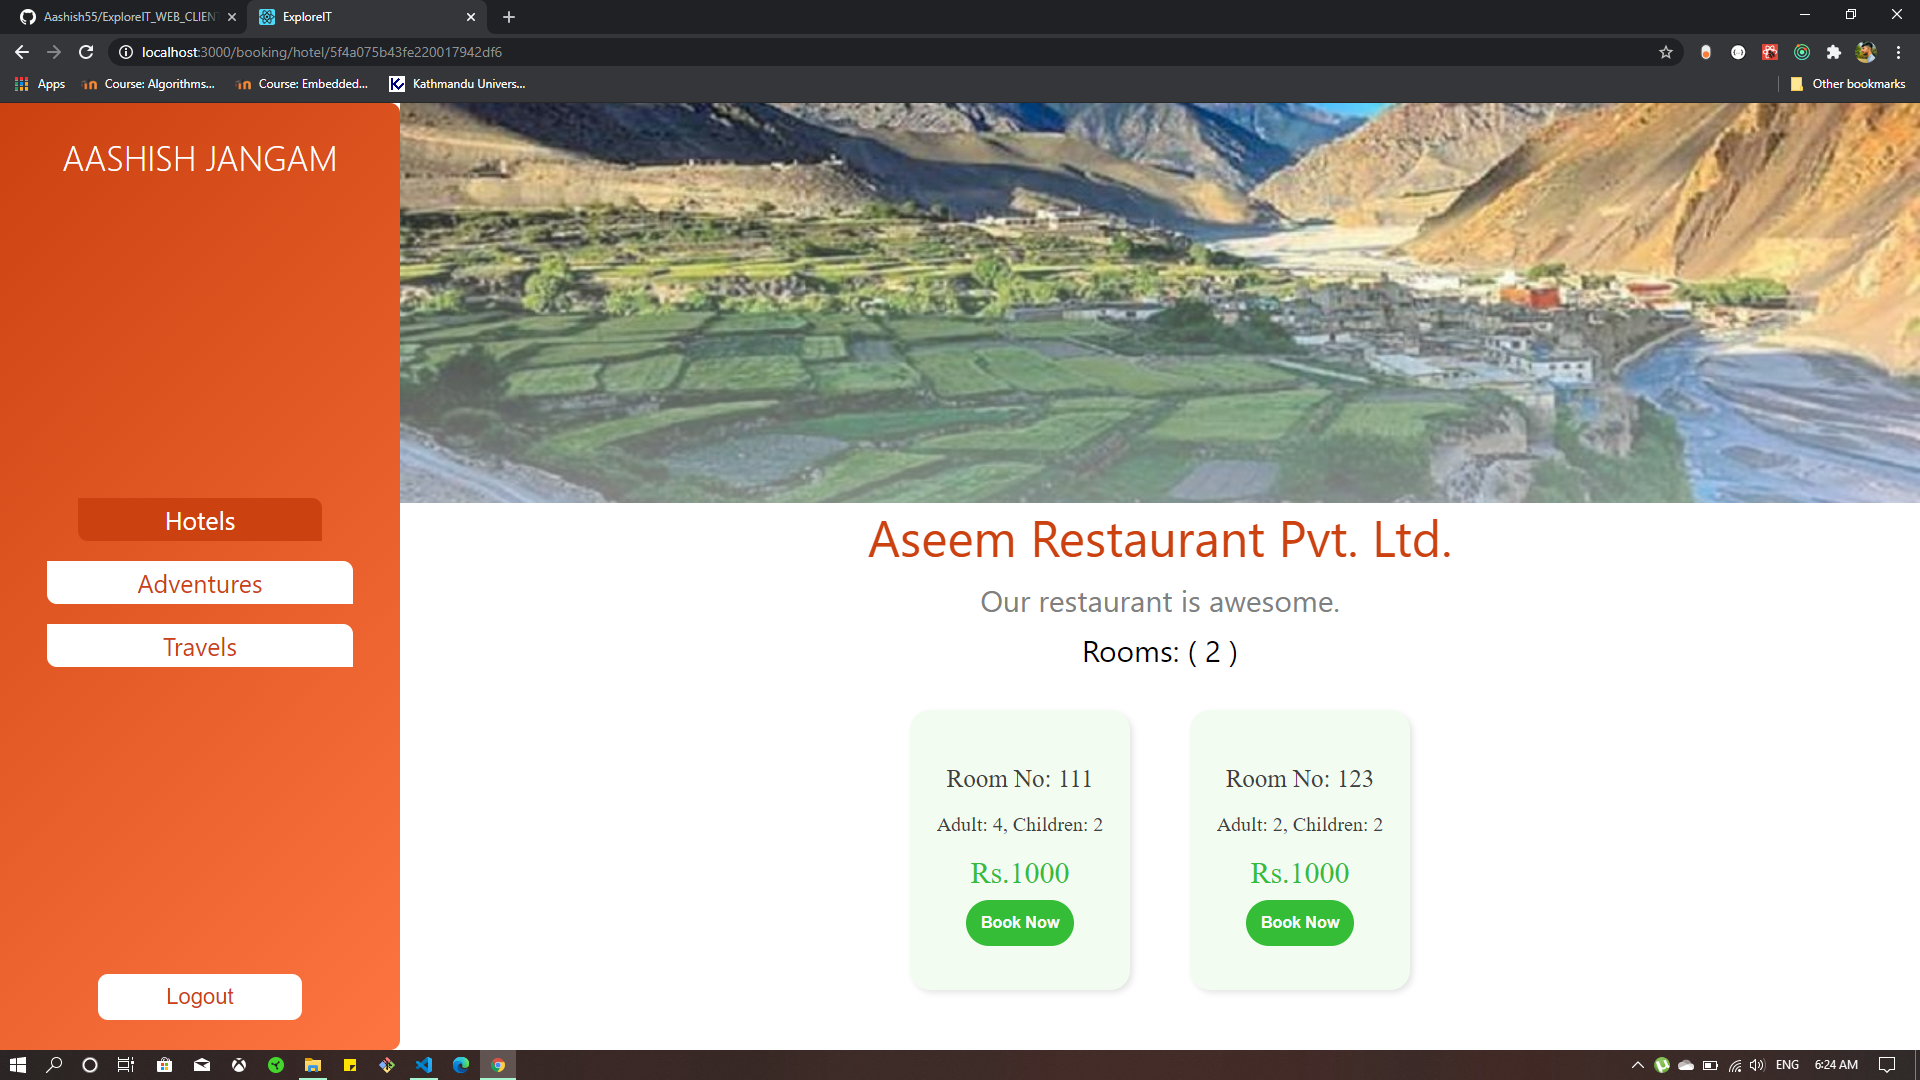 Aashish55/ExploreIT_WEB_CLIEN
ExploreIT
localhost:3000/booking/hotel/5f4a075b43fe220017942df6
Apps
Course: Algorithms...
Course: Embedded...
Kathmandu Univers...
Other bookmarks
AASHISH JANGAM
Hotels
Adventures
Travels
Logout
Aseem Restaurant Pvt. Ltd.
Our restaurant is awesome.
Rooms: ( 2 )
Room No: 111
Adult: 4, Children: 2
Rs.1000
Book Now
Room No: 123
Adult: 2, Children: 2
Rs.1000
Book Now
ENG
6:24 AM